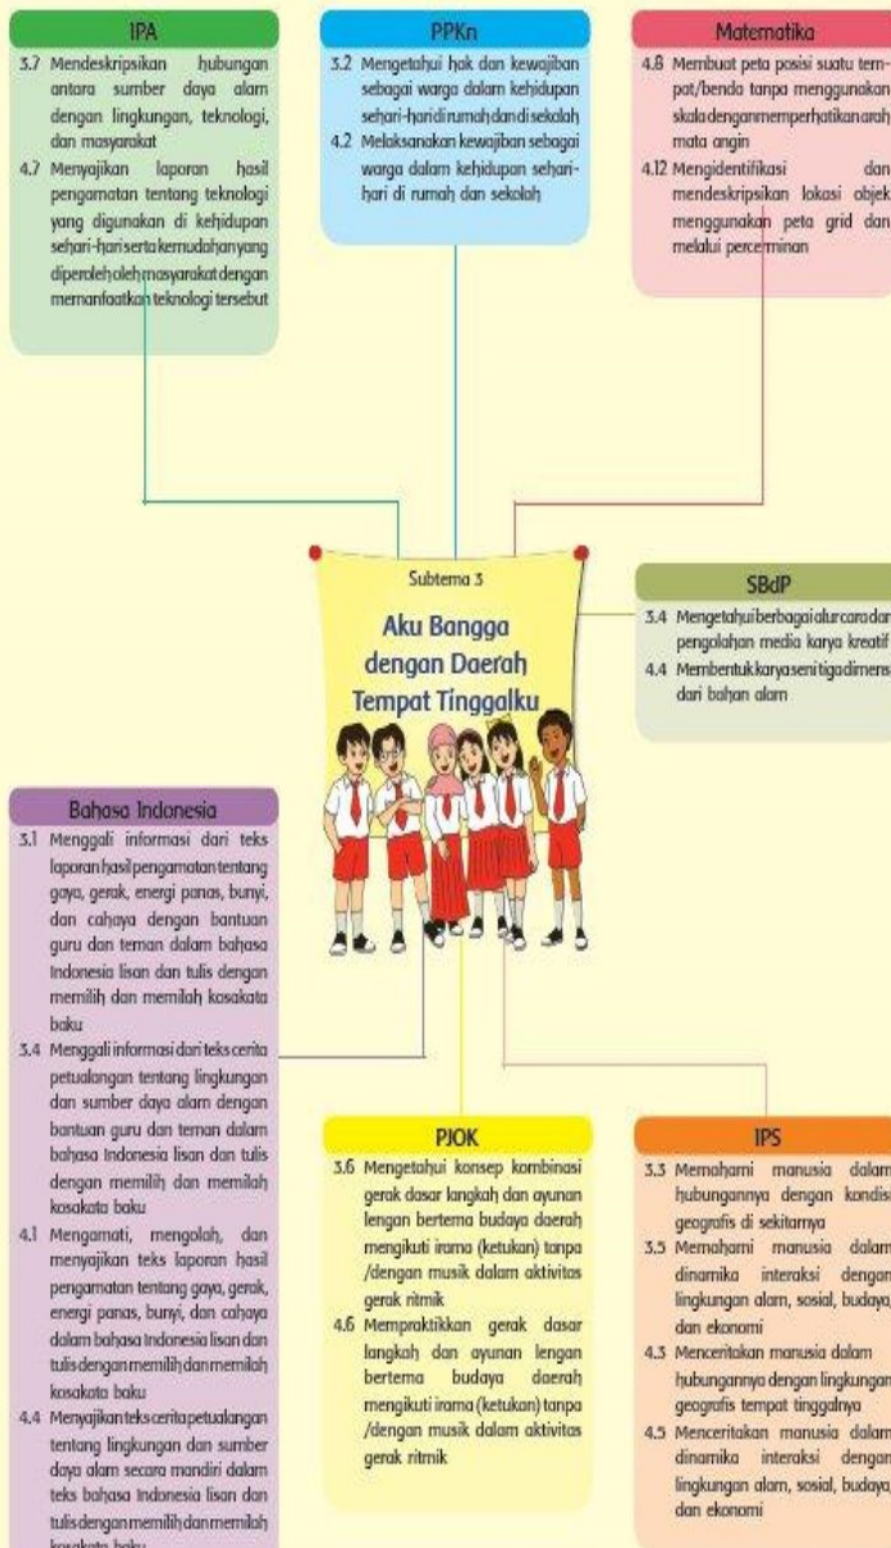 IPA
3.7 Mendeskripsikan hubungan
antara sumber daya alam
dengan lingkungan, teknologi,
dan masyarakat
4.7 Menyajikan laporan hasil
pengamatan tentang teknologi
yang digunakan di kehidupan
sehari-hari serta kemudahan yang
diperoleh oleh masyarakat dengan
memanfaatkan teknologi tersebut
PPKn
3.2 Mengetahui hak dan kewajiban
sebagai warga dalam kehidupan
sehari-hari di rumah dan di sekolah
4.2 Melaksanakan kewajiban sebagai
warga dalam kehidupan sehari-
hari di rumah dan sekolah
Matematika
4.8 Membuat peta posisi suatu tem-
pat/benda tanpa menggunakan
skala dengan memperhatikan arah
mata angin
4.12 Mengidentifikasi dan
mendeskripsikan lokasi objek
menggunakan peta grid dan
melalui percerminan
Subtema 3
Aku Bangga
dengan Daerah
Tempat Tinggalku
SBdP
3.4 Mengetahui berbagai alur cara dan
pengolahan media karya kreatif
4.4 Membentuk karya seni tiga dimens
dari bahan alam
Bahasa Indonesia
3.1 Menggali informasi dari teks
laporan hasil pengamatan tentang
gaya, gerak, energi panas, bunyi,
dan cahaya dengan bantuan
guru dan teman dalam bahasa
Indonesia lisan dan tulis dengan
memilih dan memilah kosakata
baku
3.4 Menggali informasi dari teks cerita
petualangan tentang lingkungan
dan sumber daya alam dengan
bantuan guru dan teman dalam
bahasa Indonesia lisan dan tulis
dengan memilih dan memilah
kosakata baku
4.1 Mengamati, mengolah, dan
menyajikan teks laporan hasil
pengamatan tentang gaya, gerak,
energi panas, bunyi, dan cahaya
dalam bahasa Indonesia lisan dan
tulis dengan memilih dan memilah
kosakata baku
4.4 Menyajikan teks cerita petualangan
tentang lingkungan dan sumber
daya alam secara mandiri dalam
teks bahasa Indonesia lisan dan
tulis dengan memilih dan memilah
kosakata baku
PJOK
3.6 Mengetahui konsep kombinasi
gerak dasar langkah dan ayunan
lengan bertema budaya daerah
mengikuti irama (ketukan) tanpa
/dengan musik dalam aktivitas
gerak ritmik
4.6 Mempraktikkan gerak dasar
langkah dan ayunan lengan
bertema budaya daerah
mengikuti irama (ketukan) tanpa
/dengan musik dalam aktivitas
gerak ritmik
IPS
3.3 Memahami manusia dalam
hubungannya dengan kondisi
geografis di sekitarnya
3.5 Memahami manusia dalam
dinamika interaksi dengan
lingkungan alam, sosial, budaya,
dan ekonomi
4.3 Menceritakan manusia dalam
hubungannya dengan lingkungan
geografis tempat tinggalnya
4.5 Menceritakan manusia dalam
dinamika interaksi dengan
lingkungan alam, sosial, budaya,
dan ekonomi